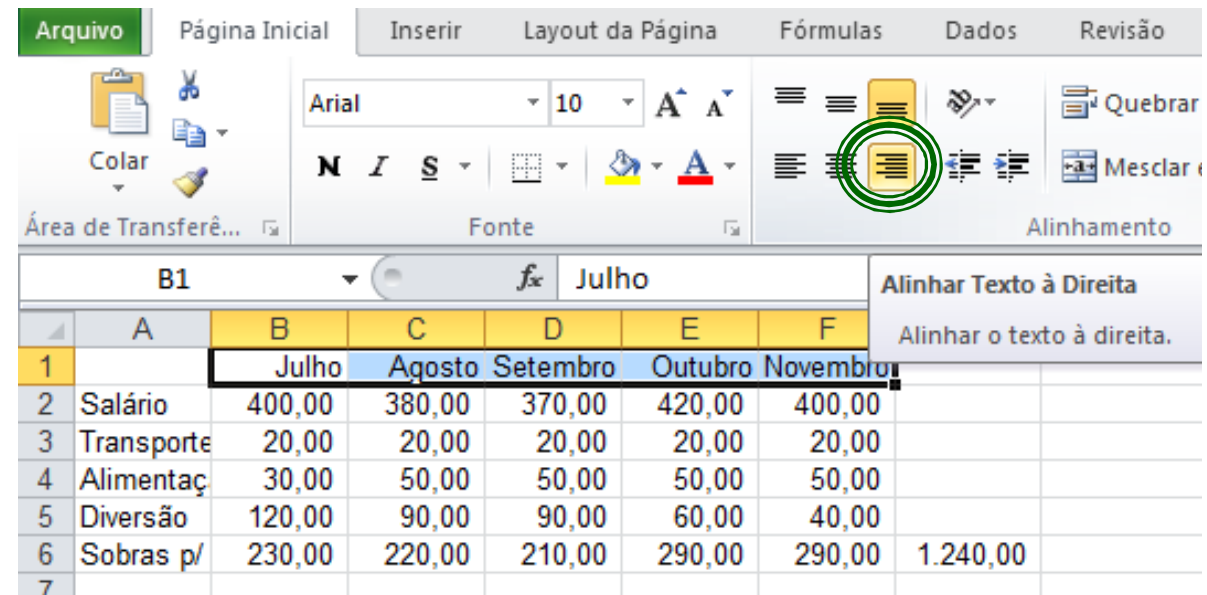 Arquivo Página Inicial Inserir Layout da Página Fórmulas Dados Revisão
Arial 10 A A Quebrar
Colar N I S A Mesclar e
Área de Transferê... Fonte Alinhamento
B1 fx Julho
Alinhar Texto à Direita
Alinhar o texto à direita.
A B C D E F
1 Julho Agosto Setembro Outubro Novembro
2 Salário 400,00 380,00 370,00 420,00 400,00
3 Transporte 20,00 20,00 20,00 20,00 20,00
4 Alimentaç 30,00 50,00 50,00 50,00 50,00
5 Diversão 120,00 90,00 90,00 60,00 40,00
6 Sobras p/ 230,00 220,00 210,00 290,00 290,00 1.240,00
7